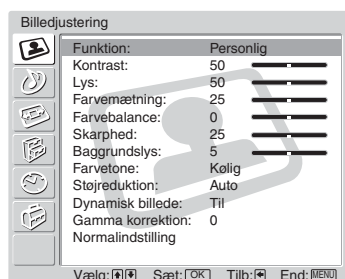 Billedjustering
Funktion: Personlig
Kontrast: 50
Lys: 50
Farvemætning: 25
Farvebalance: 0
Skarphed: 25
Baggrundslys: 5
Farvetone: Kølig
Støjreduktion: Auto
Dynamisk billede: Til
Gamma korrektion: 0
Normalindstilling
Vælg: Sæt: OK Tilb: End: MENU